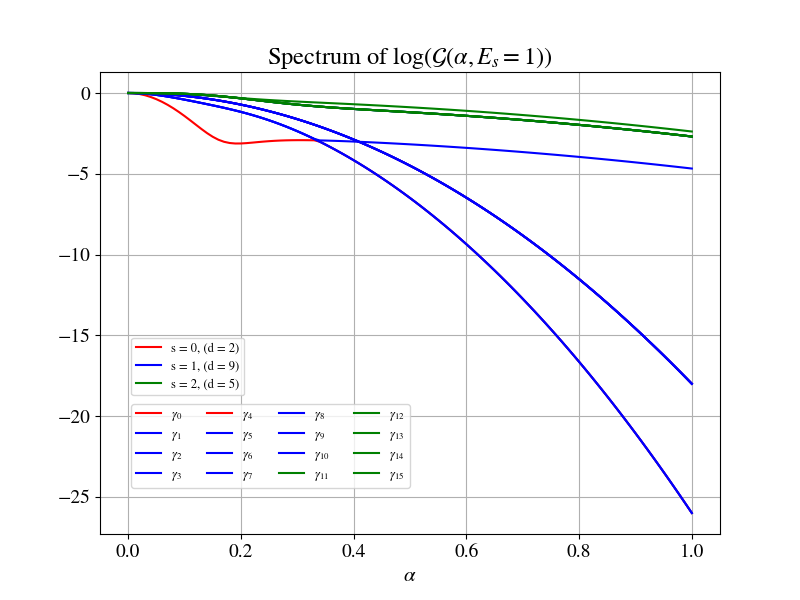 Spectrum of log(𝒢(α, E_s = 1))
0
−5
−10
−15
−20
−25
s = 0, (d = 2)
s = 1, (d = 9)
s = 2, (d = 5)
γ₀ γ₄ γ₈ γ₁₂
γ₁ γ₅ γ₉ γ₁₃
γ₂ γ₆ γ₁₀ γ₁₄
γ₃ γ₇ γ₁₁ γ₁₅
0.0 0.2 0.4 0.6 0.8 1.0
α